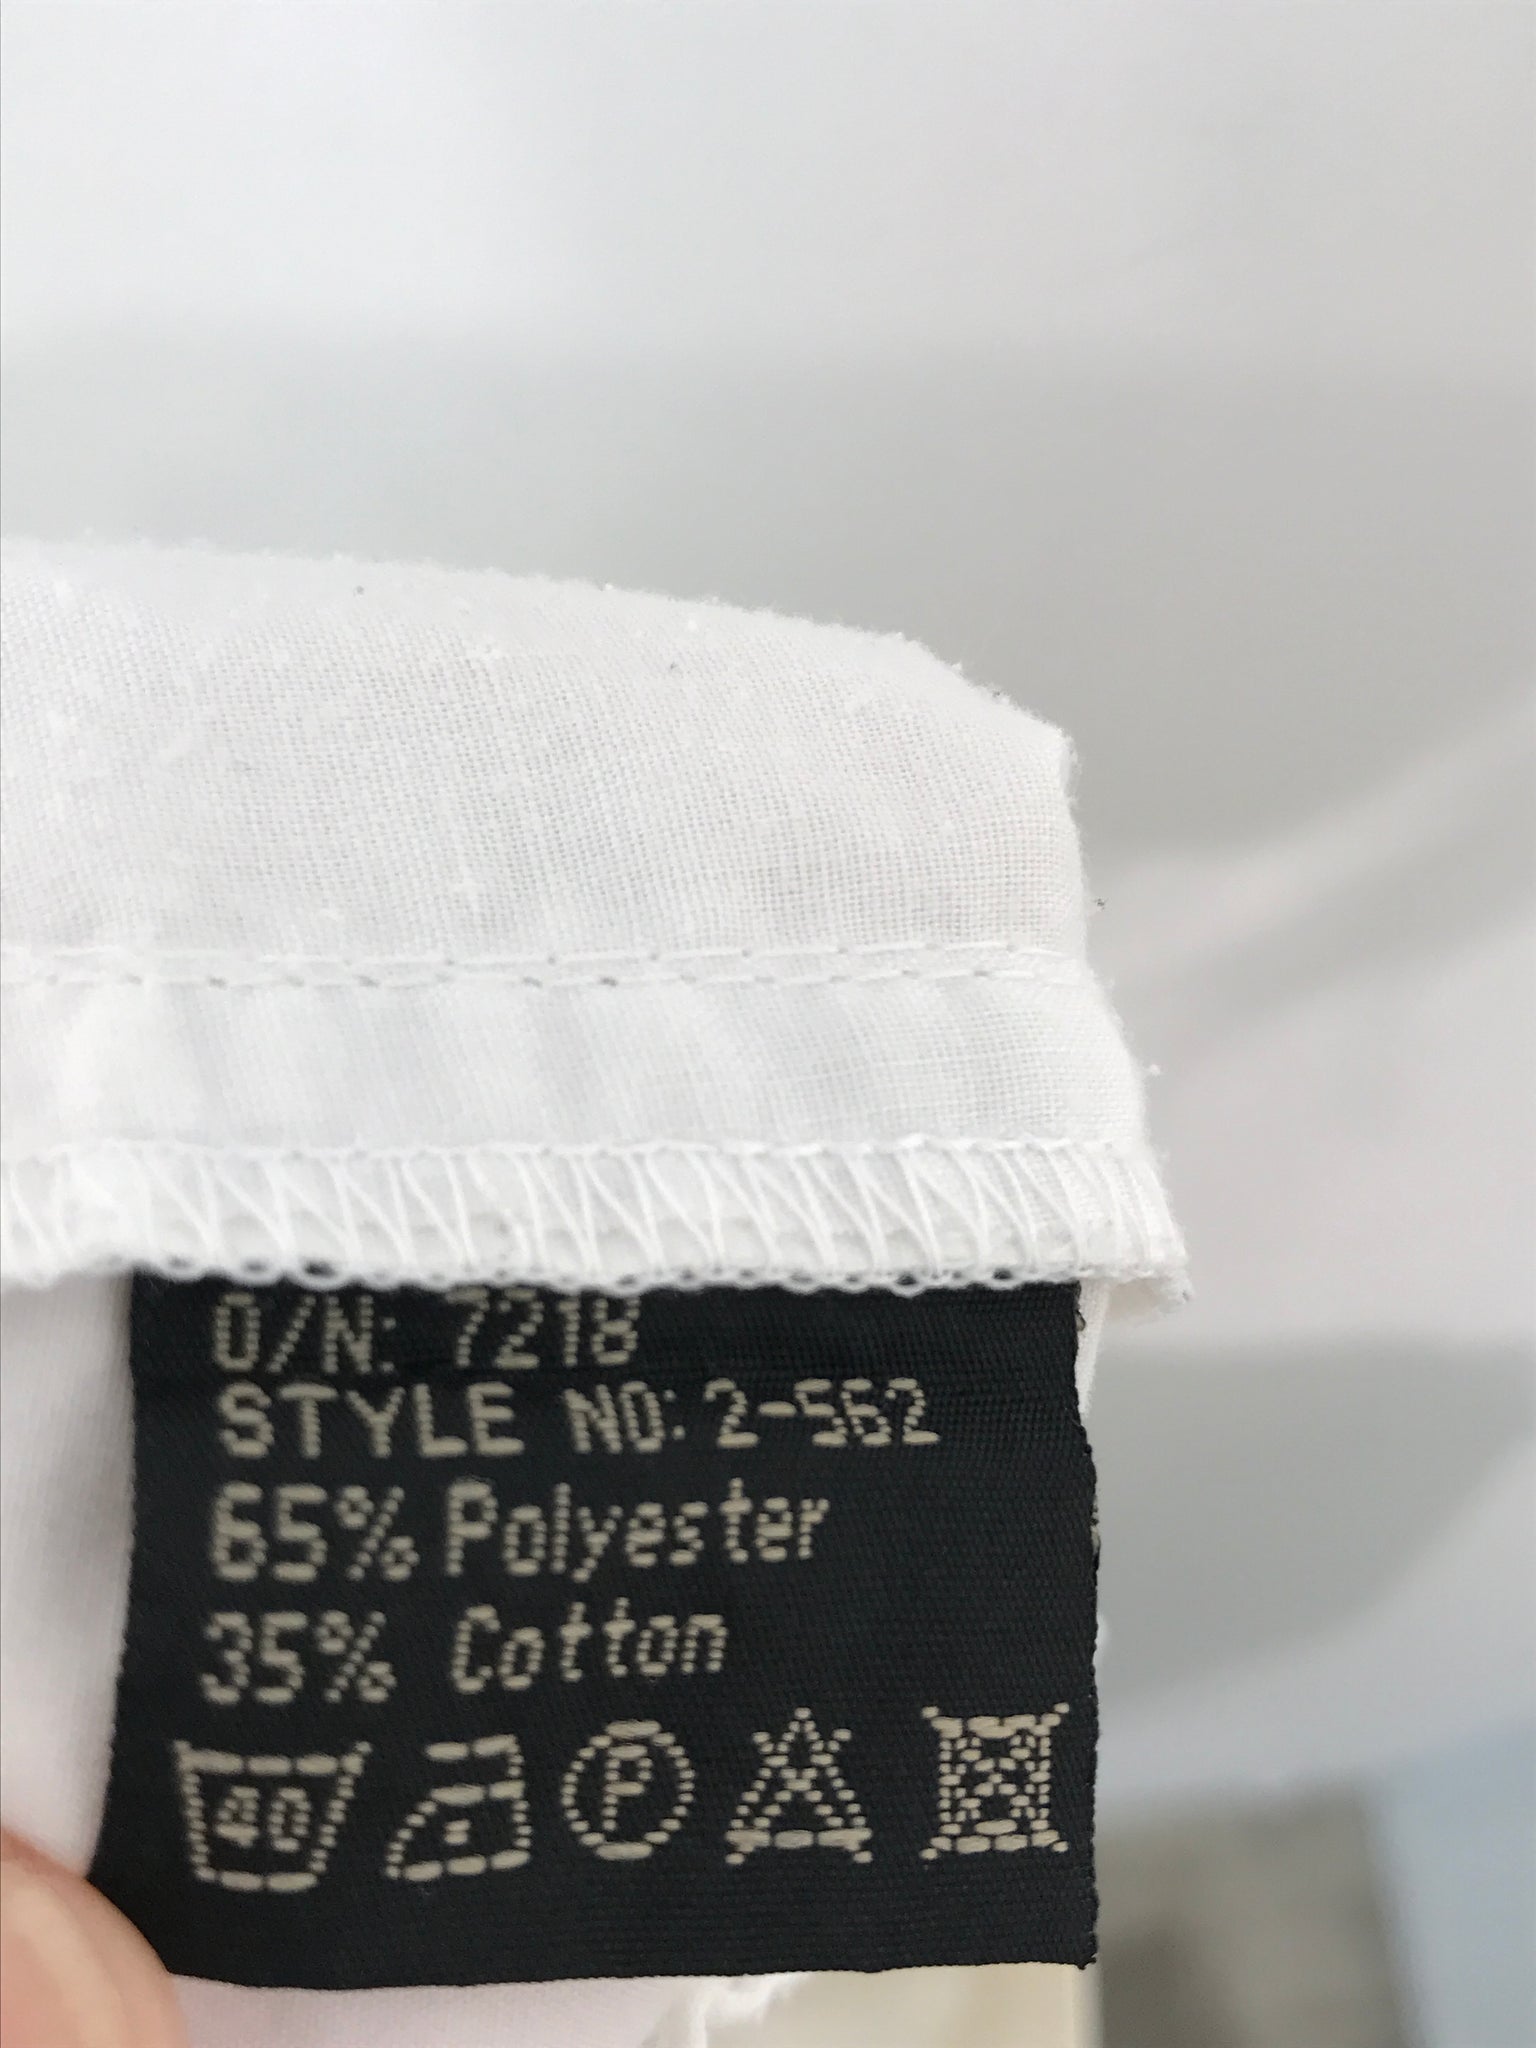 O/N: 7218
STYLE NO: 2-562
65% Polyester
35% Cotton
40 P